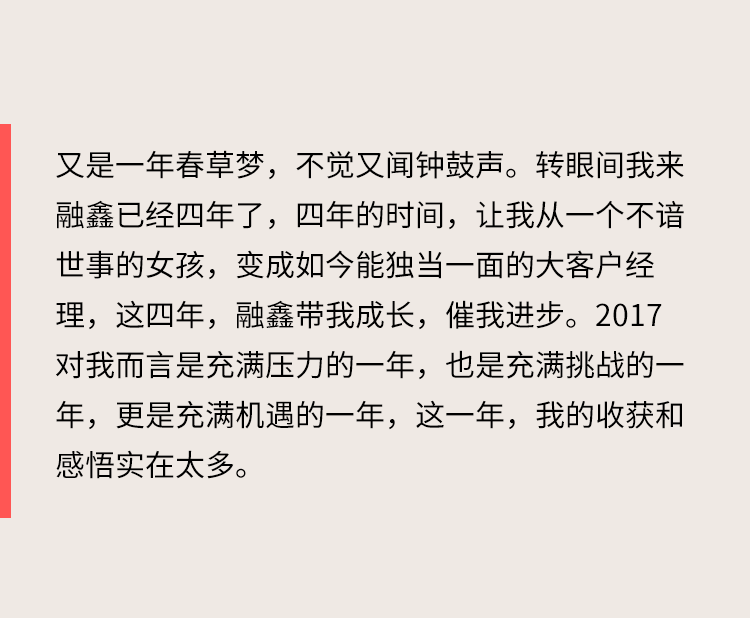 又是一年春草梦，不觉又闻钟鼓声。转眼间我来
融鑫已经四年了，四年的时间，让我从一个不谙
世事的女孩，变成如今能独当一面的大客户经
理，这四年，融鑫带我成长，催我进步。2017
对我而言是充满压力的一年，也是充满挑战的一
年，更是充满机遇的一年，这一年，我的收获和
感悟实在太多。